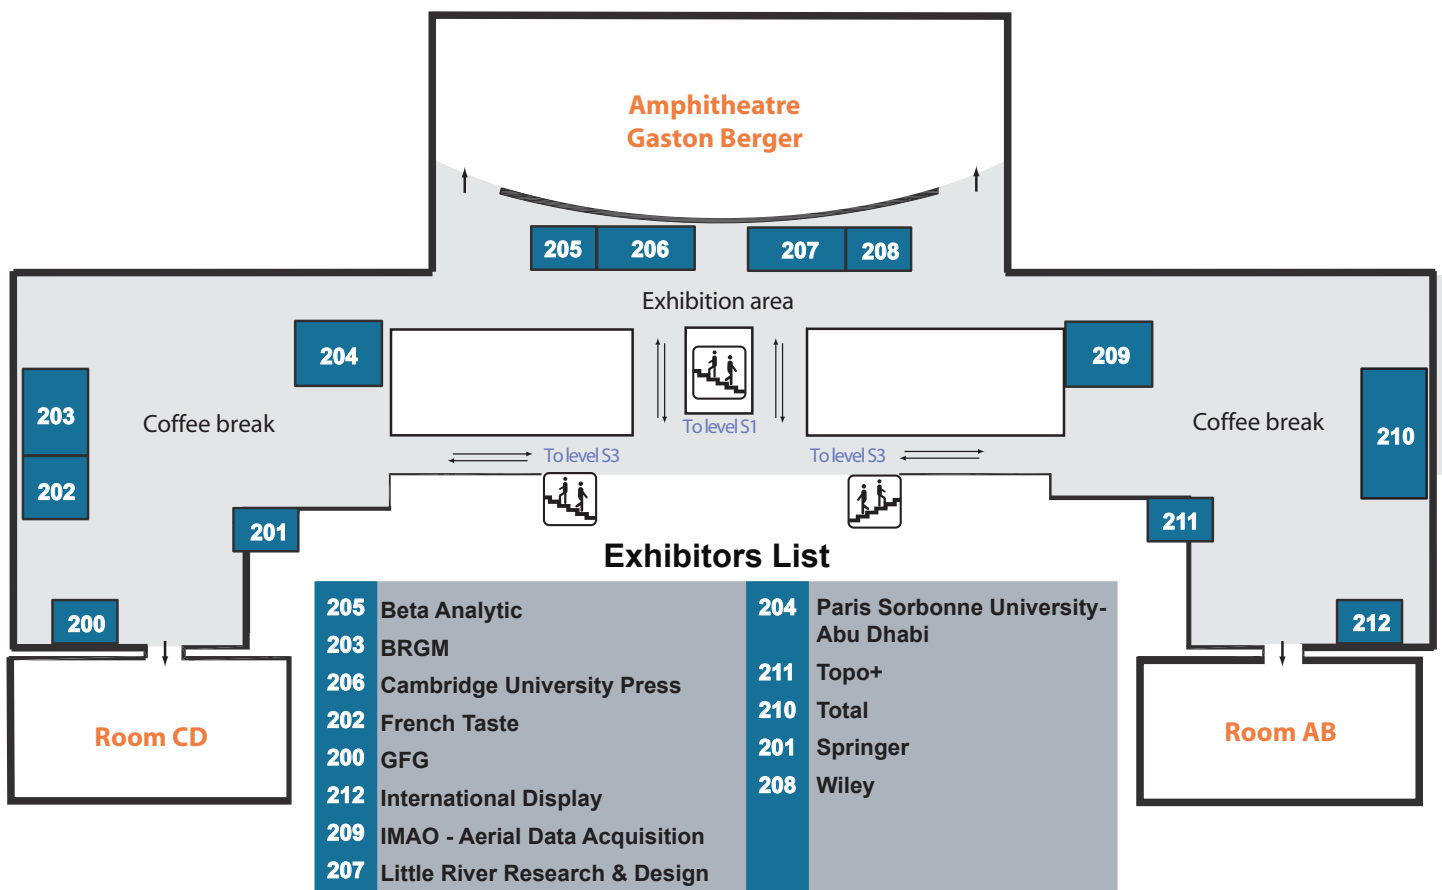 Amphitheatre
Gaston Berger
205
206
207
208
Exhibition area
204
209
203
Coffee break
To level S1
Coffee break
210
To level S3
To level S3
202
201
211
200
212
Room CD
Room AB
Exhibitors List
205 Beta Analytic
203 BRGM
206 Cambridge University Press
202 French Taste
200 GFG
212 International Display
209 IMAO - Aerial Data Acquisition
207 Little River Research & Design
204 Paris Sorbonne University-
Abu Dhabi
211 Topo+
210 Total
201 Springer
208 Wiley